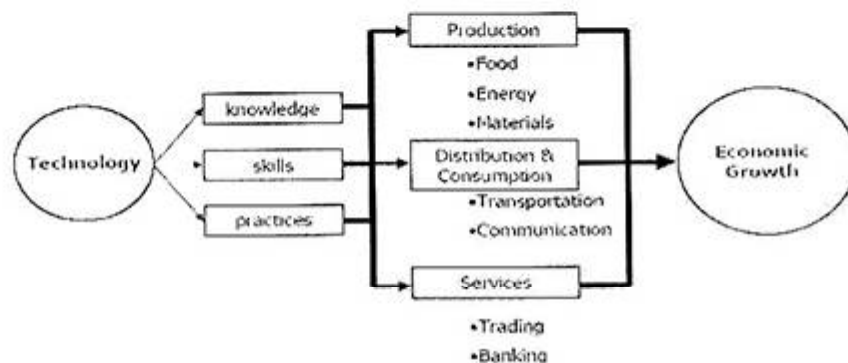 Technology
knowledge
skills
practices
Production
•Food
•Energy
•Materials
Distribution &
Consumption
•Transportation
•Communication
Services
•Trading
•Banking
Economic
Growth